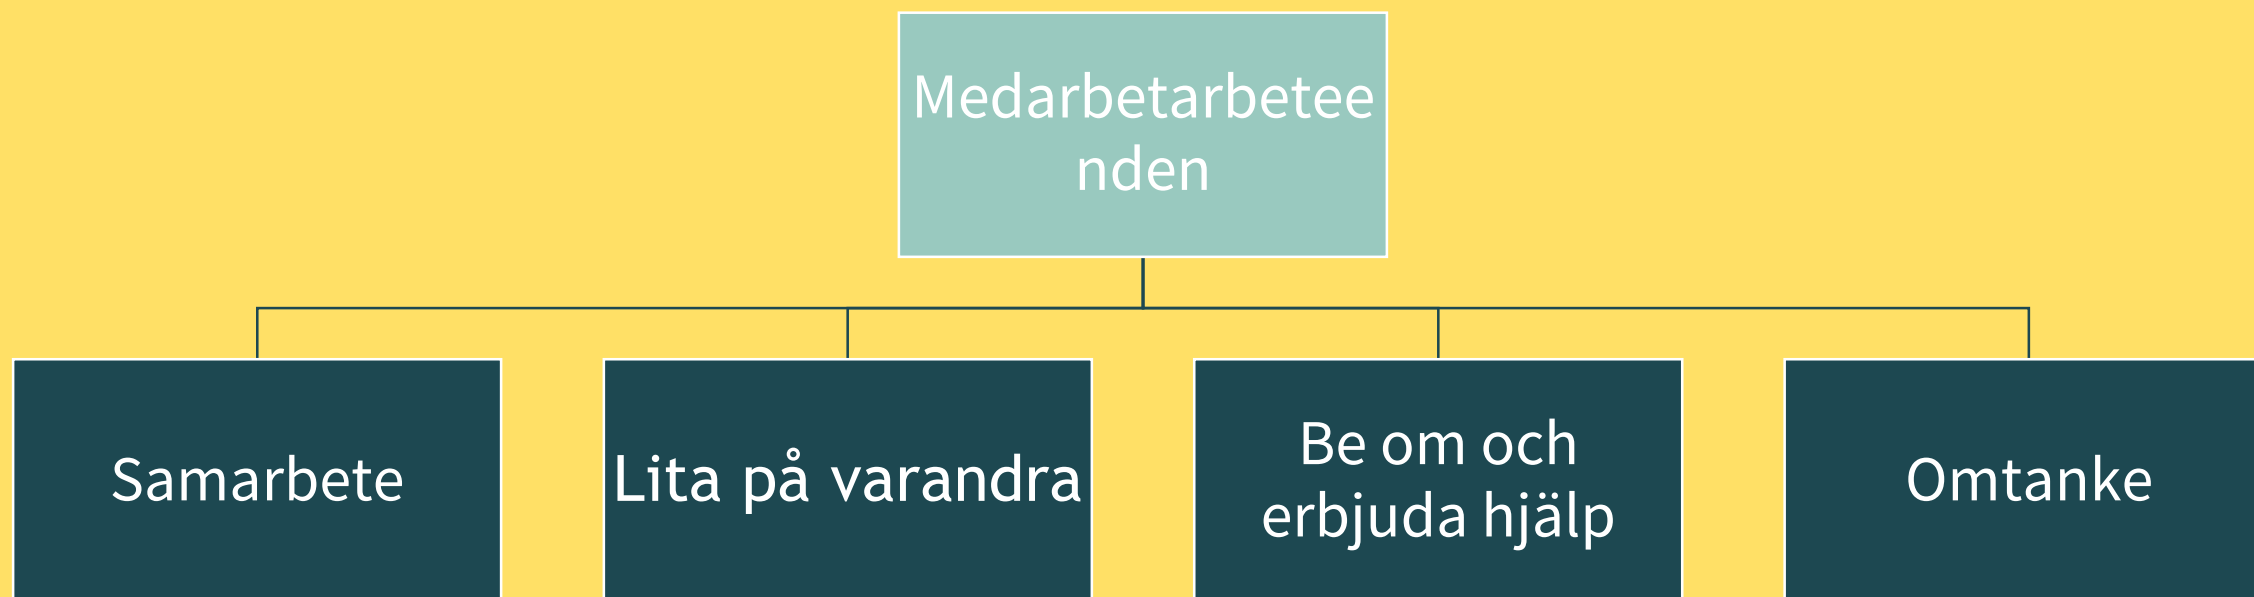 Medarbetarbetee
nden
Samarbete
Lita på varandra
Be om och
erbjuda hjälp
Omtanke